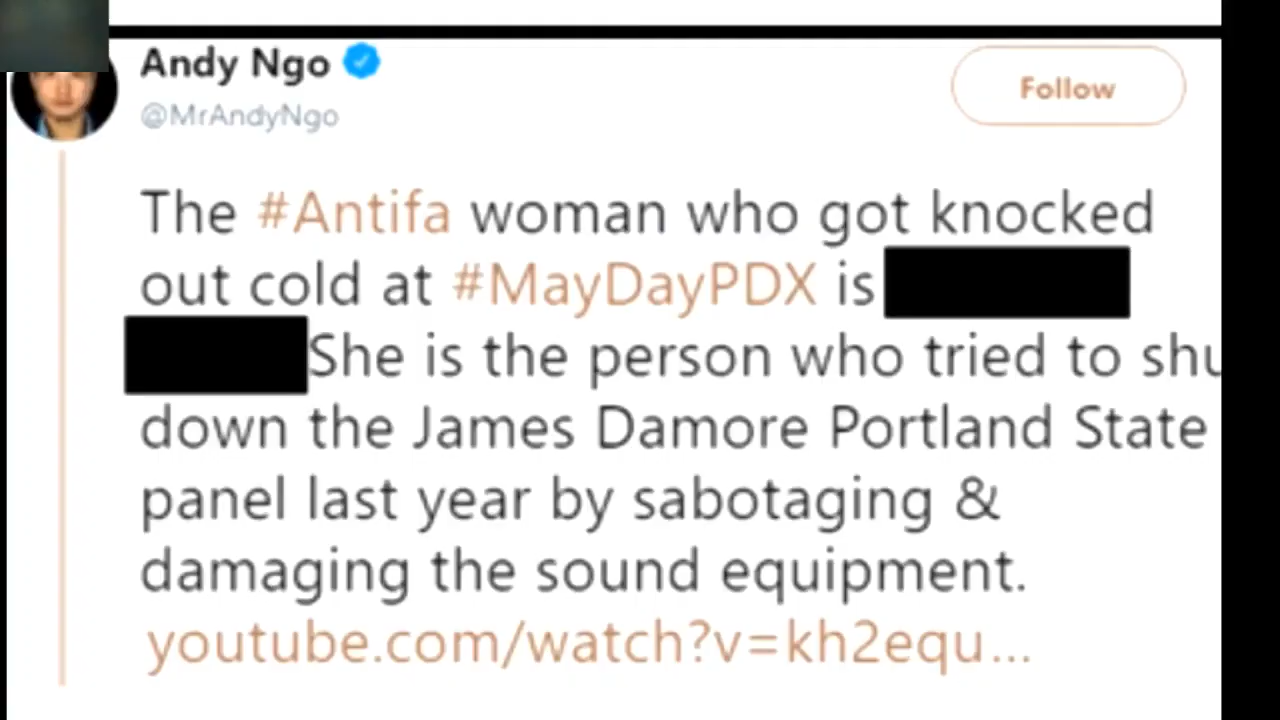 Andy Ngo
@MrAndyNgo
Follow
The #Antifa woman who got knocked
out cold at #MayDayPDX is
She is the person who tried to shu
down the James Damore Portland State
panel last year by sabotaging &
damaging the sound equipment.
youtube.com/watch?v=kh2equ...